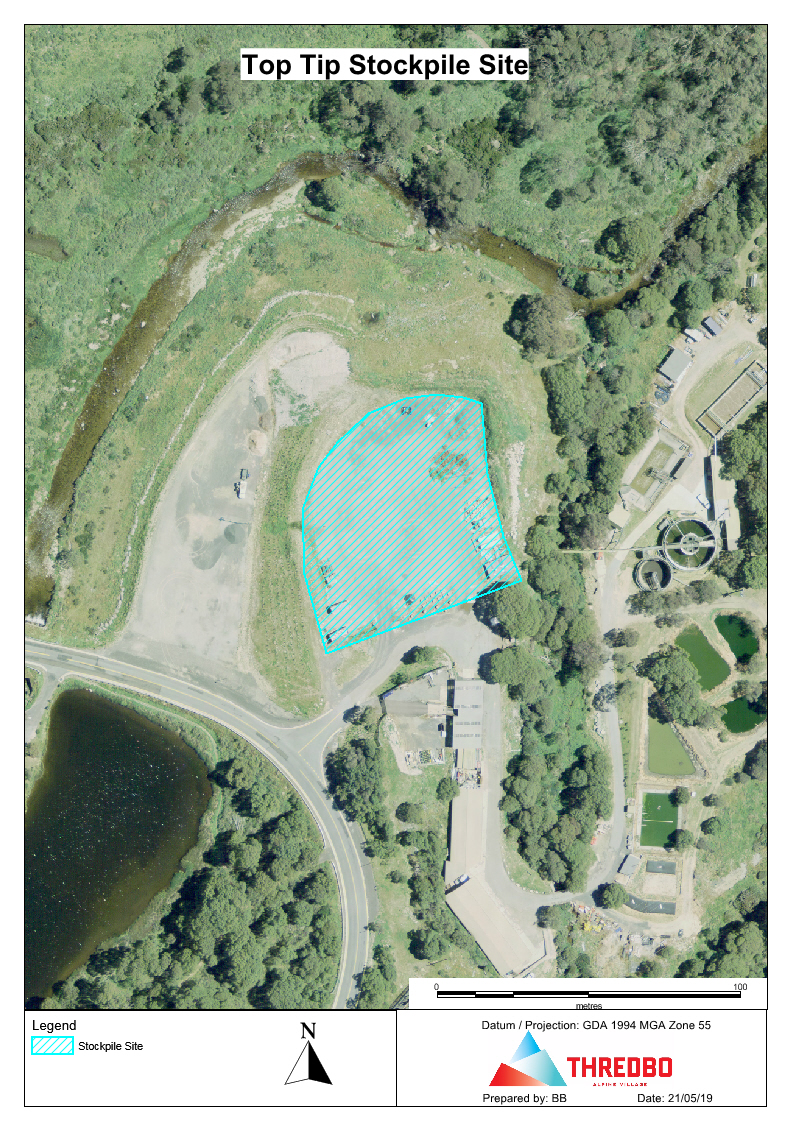 Top Tip Stockpile Site
0 100
metres
Legend
Stockpile Site
N
Datum / Projection: GDA 1994 MGA Zone 55
THREDBO
ALPINE VILLAGE
Prepared by: BB Date: 21/05/19